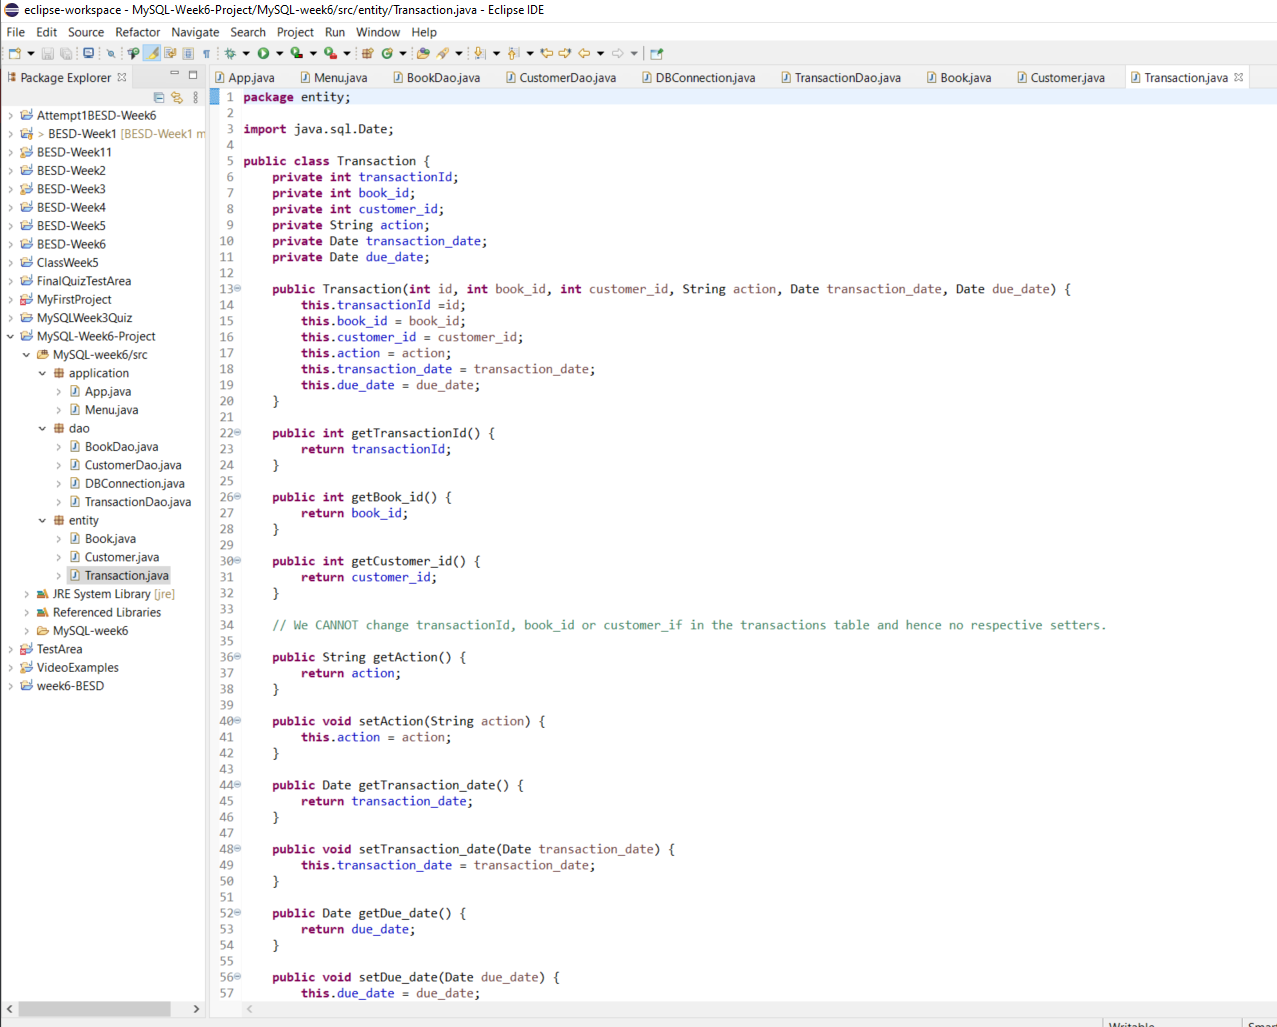 eclipse-workspace - MySQL-Week6-Project/MySQL-week6/src/entity/Transaction.java - Eclipse IDE
File Edit Source Refactor Navigate Search Project Run Window Help
Package Explorer
App.java Menu.java BookDao.java CustomerDao.java DBConnection.java TransactionDao.java Book.java Customer.java Transaction.java
Attempt1BESD-Week6
> BESD-Week1 [BESD-Week1 m
BESD-Week11
BESD-Week2
BESD-Week3
BESD-Week4
BESD-Week5
BESD-Week6
ClassWeek5
FinalQuizTestArea
MyFirstProject
MySQLWeek3Quiz
MySQL-Week6-Project
MySQL-week6/src
application
App.java
Menu.java
dao
BookDao.java
CustomerDao.java
DBConnection.java
TransactionDao.java
entity
Book.java
Customer.java
Transaction.java
JRE System Library [jre]
Referenced Libraries
MySQL-week6
TestArea
VideoExamples
week6-BESD
1 package entity;
2
3 import java.sql.Date;
4
5 public class Transaction {
6 private int transactionId;
7 private int book_id;
8 private int customer_id;
9 private String action;
10 private Date transaction_date;
11 private Date due_date;
12
13 public Transaction(int id, int book_id, int customer_id, String action, Date transaction_date, Date due_date) {
14 this.transactionId =id;
15 this.book_id = book_id;
16 this.customer_id = customer_id;
17 this.action = action;
18 this.transaction_date = transaction_date;
19 this.due_date = due_date;
20 }
21
22 public int getTransactionId() {
23 return transactionId;
24 }
25
26 public int getBook_id() {
27 return book_id;
28 }
29
30 public int getCustomer_id() {
31 return customer_id;
32 }
33
34 // We CANNOT change transactionId, book_id or customer_if in the transactions table and hence no respective setters.
35
36 public String getAction() {
37 return action;
38 }
39
40 public void setAction(String action) {
41 this.action = action;
42 }
43
44 public Date getTransaction_date() {
45 return transaction_date;
46 }
47
48 public void setTransaction_date(Date transaction_date) {
49 this.transaction_date = transaction_date;
50 }
51
52 public Date getDue_date() {
53 return due_date;
54 }
55
56 public void setDue_date(Date due_date) {
57 this.due_date = due_date;
Writable Smar